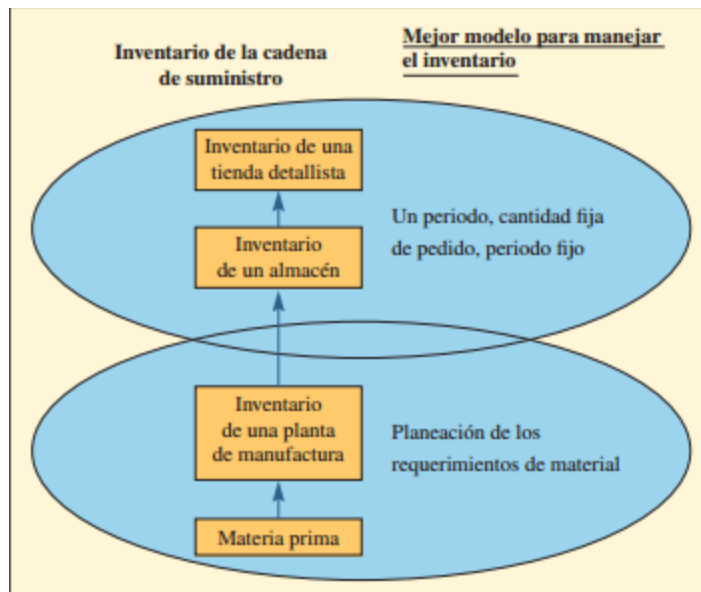 Inventario de la cadena
de suministro
Mejor modelo para manejar
el inventario
Inventario de una
tienda detallista
Inventario
de un almacén
Un periodo, cantidad fija
de pedido, periodo fijo
Inventario
de una planta
de manufactura
Planeación de los
requerimientos de material
Materia prima